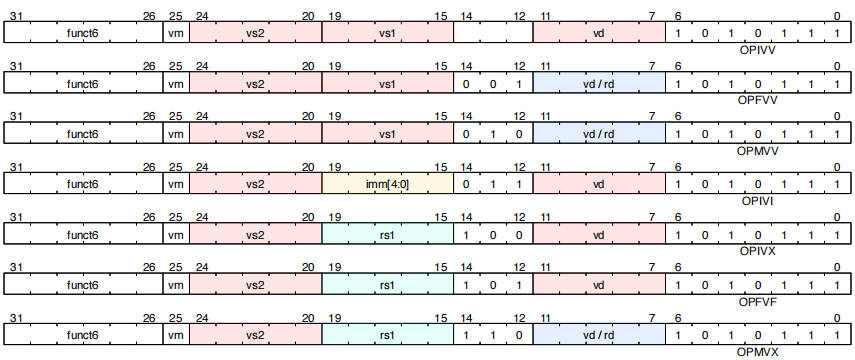 31 26 25 24 20 19 15 14 12 11 7 6 0
funct6 vm vs2 vs1 vd 1 0 1 0 1 1 1
OPIVV
31 26 25 24 20 19 15 14 12 11 7 6 0
funct6 vm vs2 vs1 0 0 1 vd / rd 1 0 1 0 1 1 1
OPFVV
31 26 25 24 20 19 15 14 12 11 7 6 0
funct6 vm vs2 vs1 0 1 0 vd / rd 1 0 1 0 1 1 1
OPMVV
31 26 25 24 20 19 15 14 12 11 7 6 0
funct6 vm vs2 imm[4:0] 0 1 1 vd 1 0 1 0 1 1 1
OPIVI
31 26 25 24 20 19 15 14 12 11 7 6 0
funct6 vm vs2 rs1 1 0 0 vd 1 0 1 0 1 1 1
OPIVX
31 26 25 24 20 19 15 14 12 11 7 6 0
funct6 vm vs2 rs1 1 0 1 vd 1 0 1 0 1 1 1
OPFVF
31 26 25 24 20 19 15 14 12 11 7 6 0
funct6 vm vs2 rs1 1 1 0 vd / rd 1 0 1 0 1 1 1
OPMVX